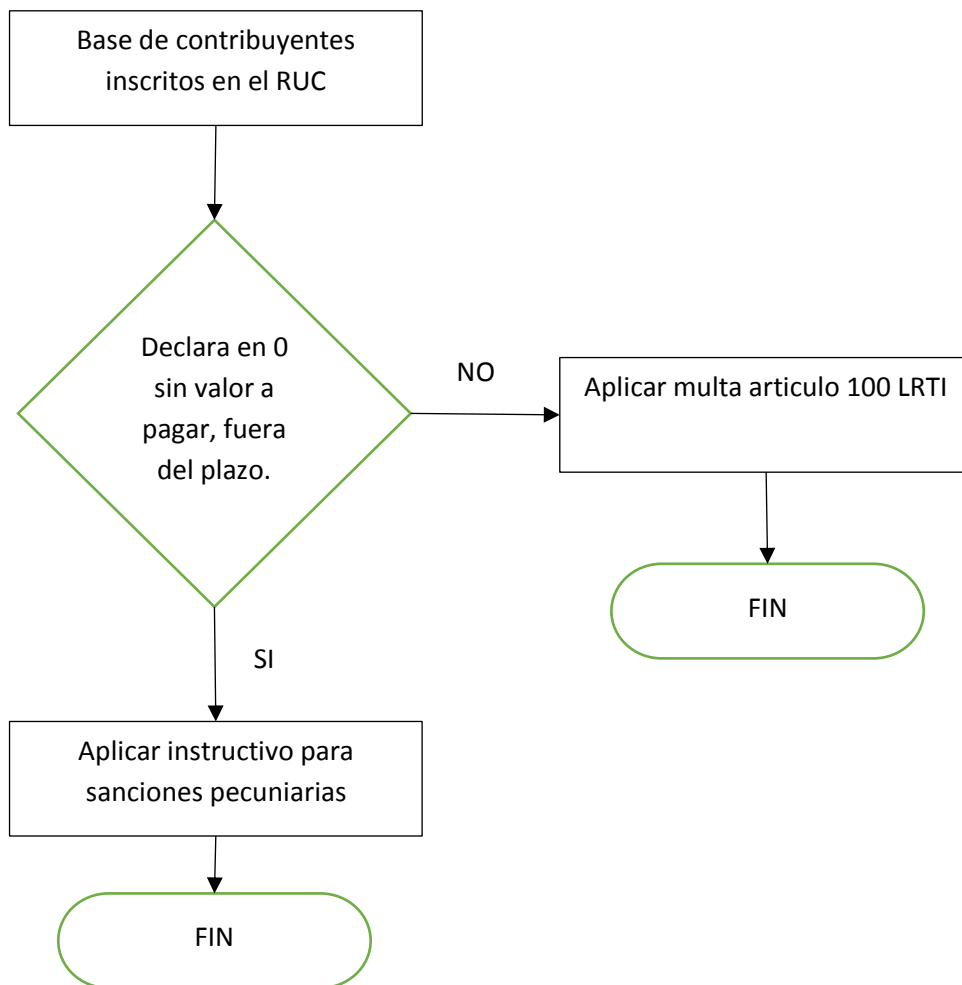 Base de contribuyentes
inscritos en el RUC
Declara en 0
sin valor a
pagar, fuera
del plazo.
NO
Aplicar multa articulo 100 LRTI
FIN
SI
Aplicar instructivo para
sanciones pecuniarias
FIN